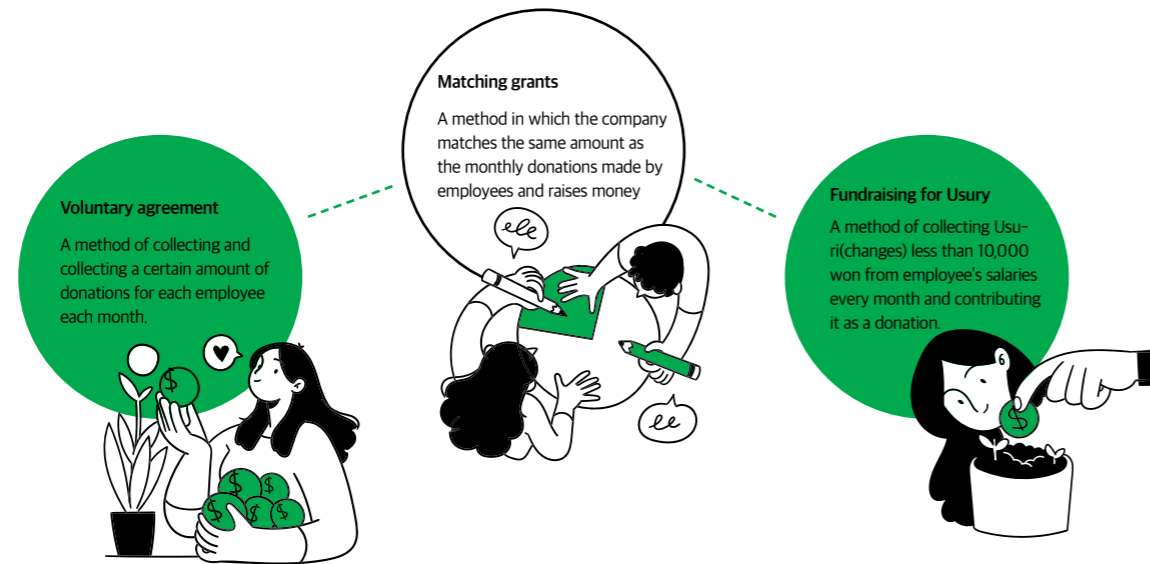 Matching grants
A method in which the company
matches the same amount as
the monthly donations made by
employees and raises money
Voluntary agreement
A method of collecting and
collecting a certain amount of
donations for each employee
each month.
Fundraising for Usury
A method of collecting Usu-
ri(changes) less than 10,000
won from employee's salaries
every month and contributing
it as a donation.
ele
ee
$
$
$
$
$
$
$
$
6